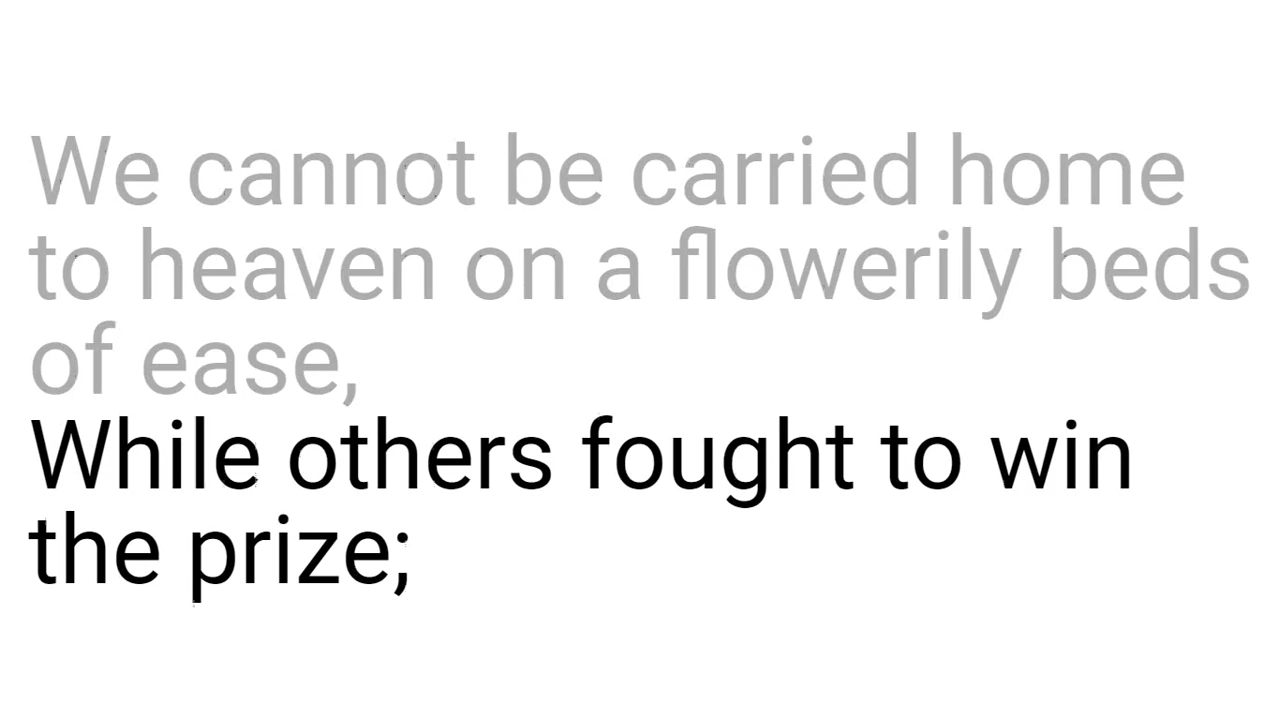 We cannot be carried home
to heaven on a flowerily beds
of ease,
While others fought to win
the prize;